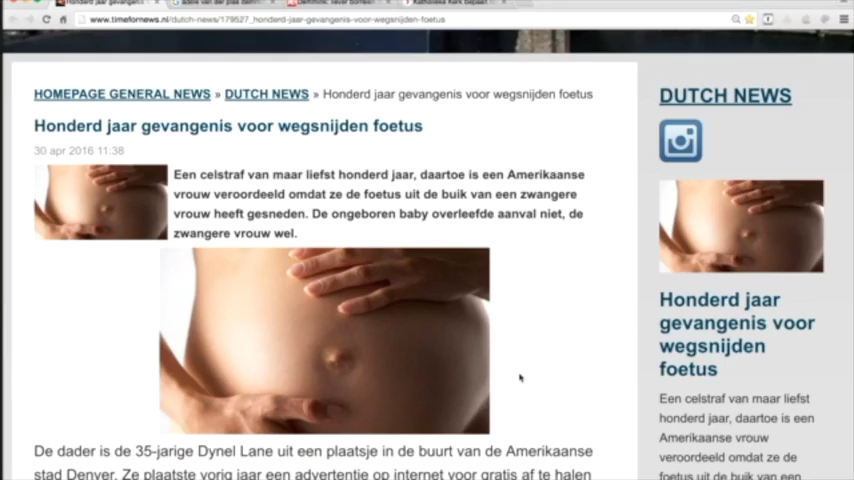 Honderd jaar gevangenis
www.timefornews.nl/dutch-news/179527_honderd-jaar-gevangenis-voor-wegsnijden-foetus
HOMEPAGE GENERAL NEWS » DUTCH NEWS » Honderd jaar gevangenis voor wegsnijden foetus
Honderd jaar gevangenis voor wegsnijden foetus
30 apr 2016 11:38
Een celstraf van maar liefst honderd jaar, daartoe is een Amerikaanse
vrouw veroordeeld omdat ze de foetus uit de buik van een zwangere
vrouw heeft gesneden. De ongeboren baby overleefde aanval niet, de
zwangere vrouw wel.
De dader is de 35-jarige Dynel Lane uit een plaatsje in de buurt van de Amerikaanse
stad Denver. Ze plaatste vorig jaar een advertentie op internet voor gratis af te halen
DUTCH NEWS
Honderd jaar
gevangenis voor
wegsnijden
foetus
Een celstraf van maar liefst
honderd jaar, daartoe is een
Amerikaanse vrouw
veroordeeld omdat ze de
foetus uit de buik van een